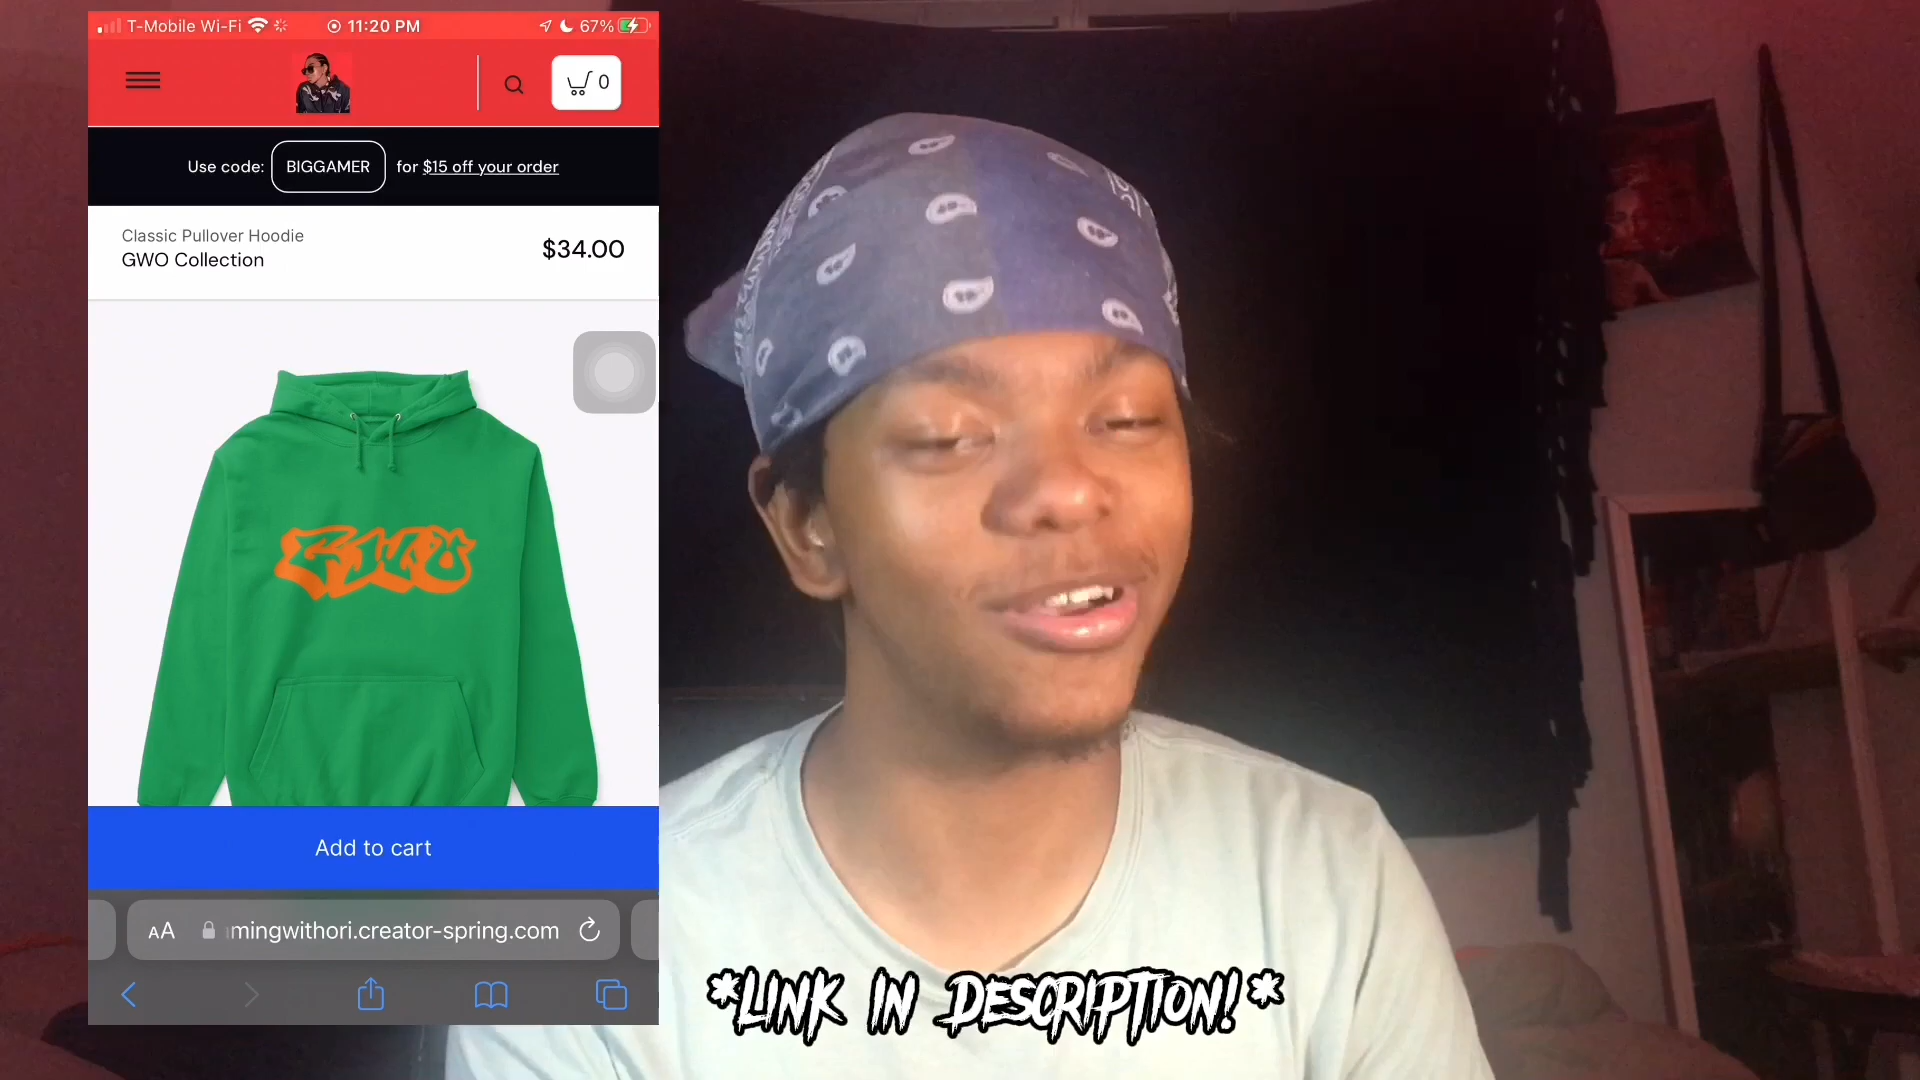 T-Mobile Wi-Fi 11:20 PM 67%
0
Use code: BIGGAMER for $15 off your order
Classic Pullover Hoodie
GWO Collection
$34.00
GWO
Add to cart
AA mingwithori.creator-spring.com
*LINK IN DESCRIPTION!*